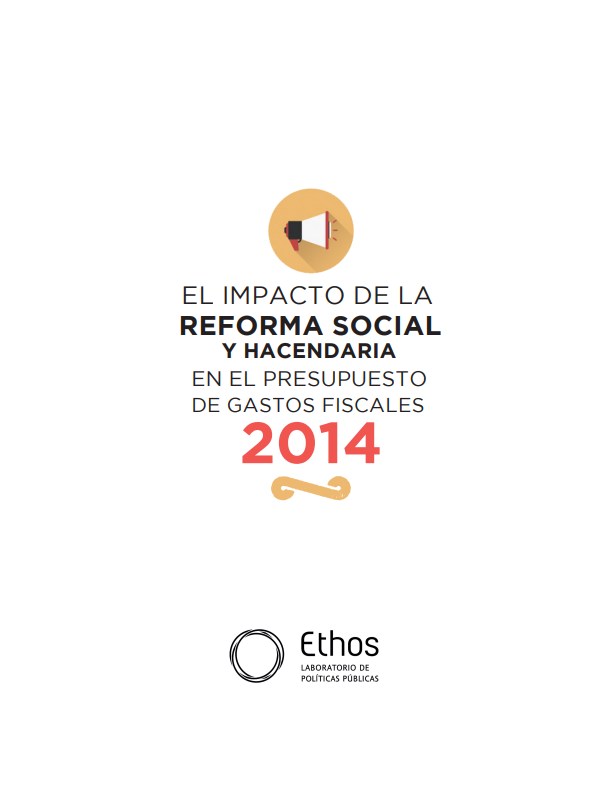 EL IMPACTO DE LA
REFORMA SOCIAL
Y HACENDARIA
EN EL PRESUPUESTO
DE GASTOS FISCALES
2014
Ethos
LABORATORIO DE
POLÍTICAS PÚBLICAS